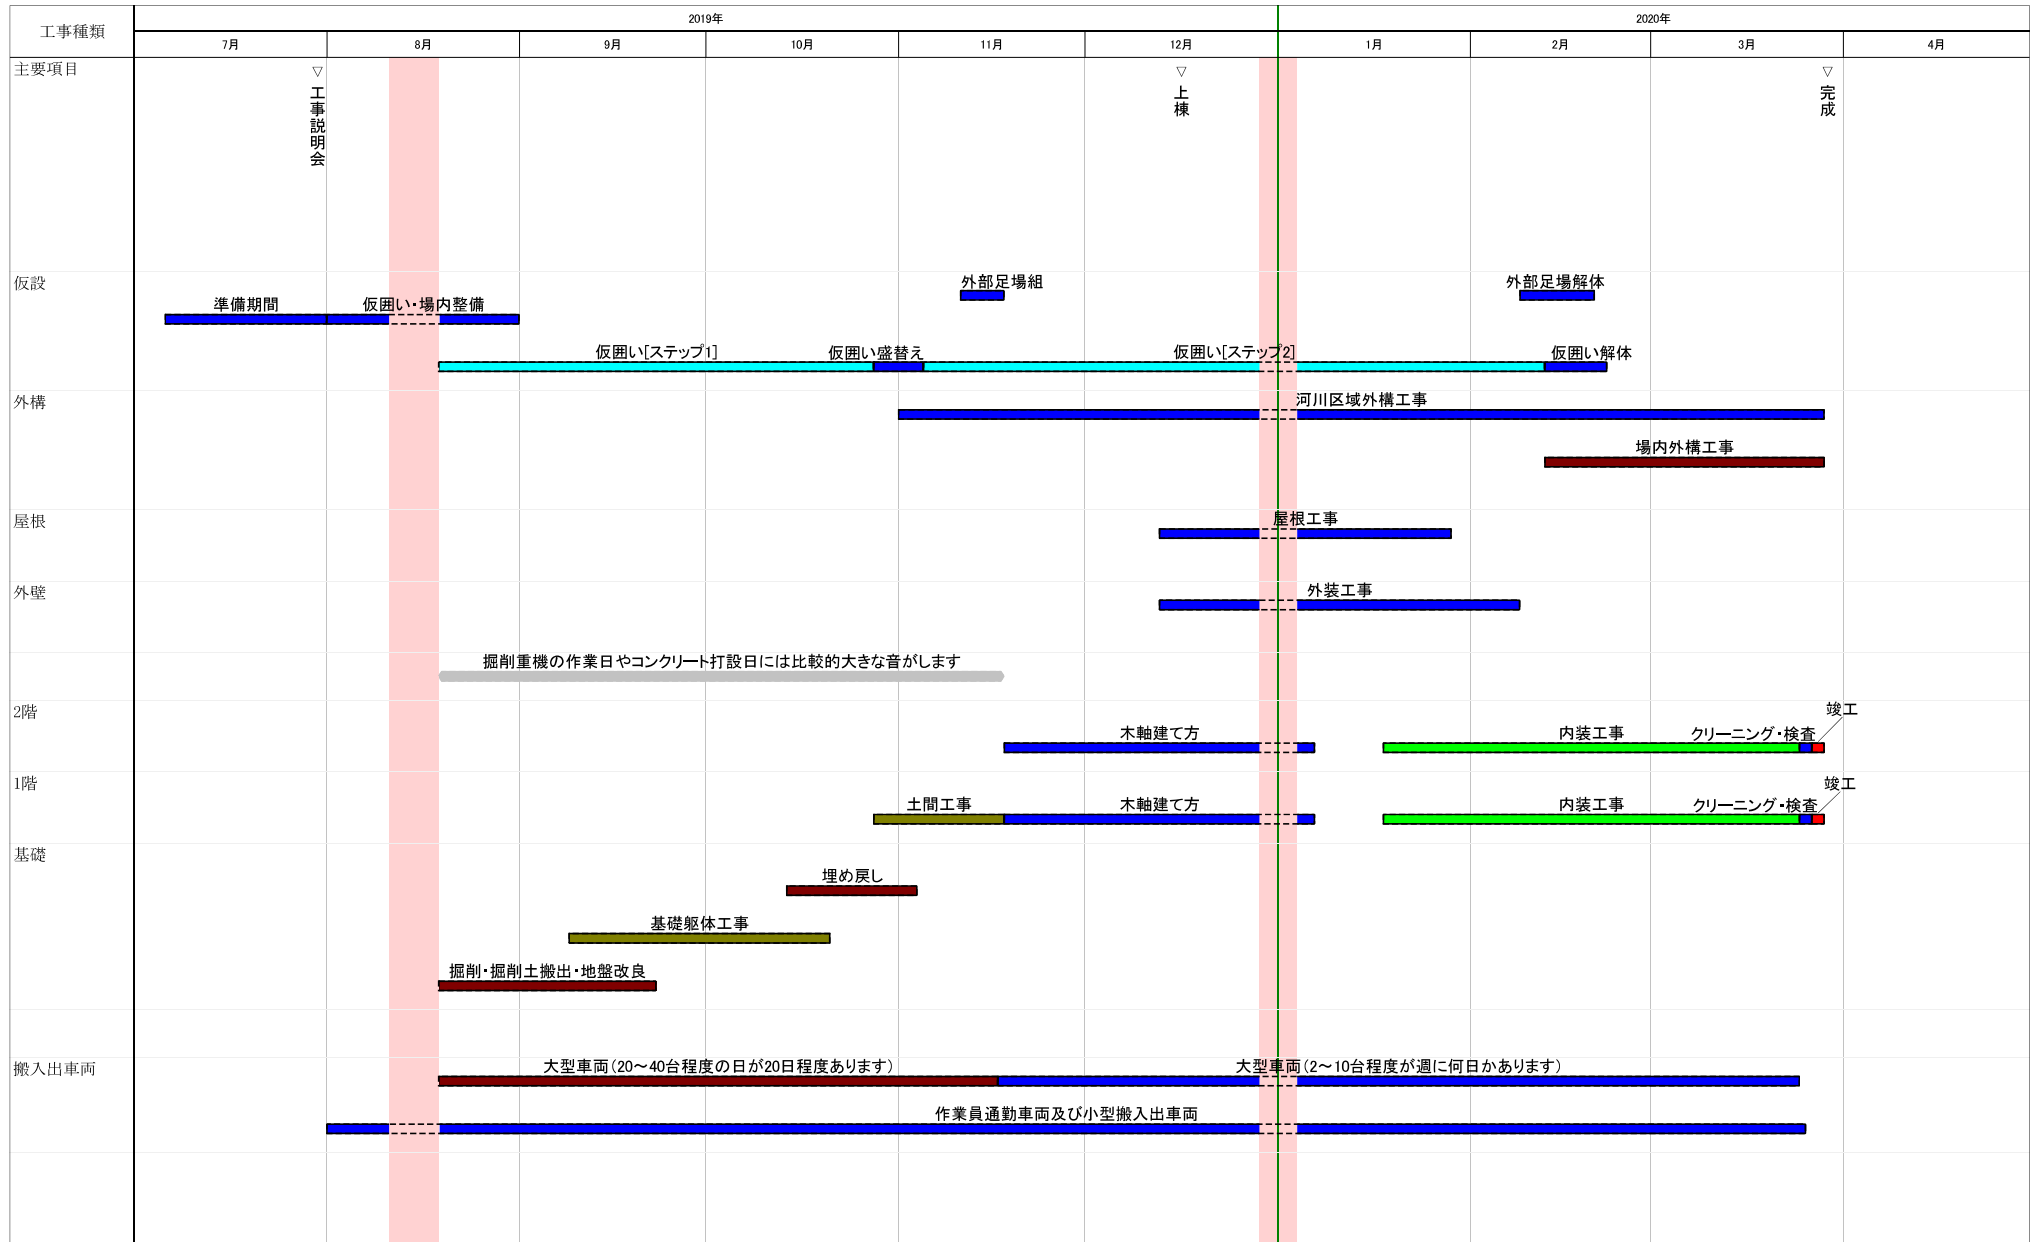 工事種類
2019年
2020年
7月
8月
9月
10月
11月
12月
1月
2月
3月
4月
主要項目
▽
工事説明会
▽
上棟
▽
完成
仮設
外部足場組
外部足場解体
準備期間
仮囲い・場内整備
仮囲い[ステップ1]
仮囲い盛替え
仮囲い[ステップ2]
仮囲い解体
外構
河川区域外構工事
場内外構工事
屋根
屋根工事
外壁
外装工事
掘削重機の作業日やコンクリート打設日には比較的大きな音がします
2階
竣工
木軸建て方
内装工事
クリーニング・検査
1階
竣工
土間工事
木軸建て方
内装工事
クリーニング・検査
基礎
埋め戻し
基礎躯体工事
掘削・掘削土搬出・地盤改良
搬入出車両
大型車両(20～40台程度の日が20日程度あります)
大型車両(2～10台程度が週に何日かあります)
作業員通勤車両及び小型搬入出車両